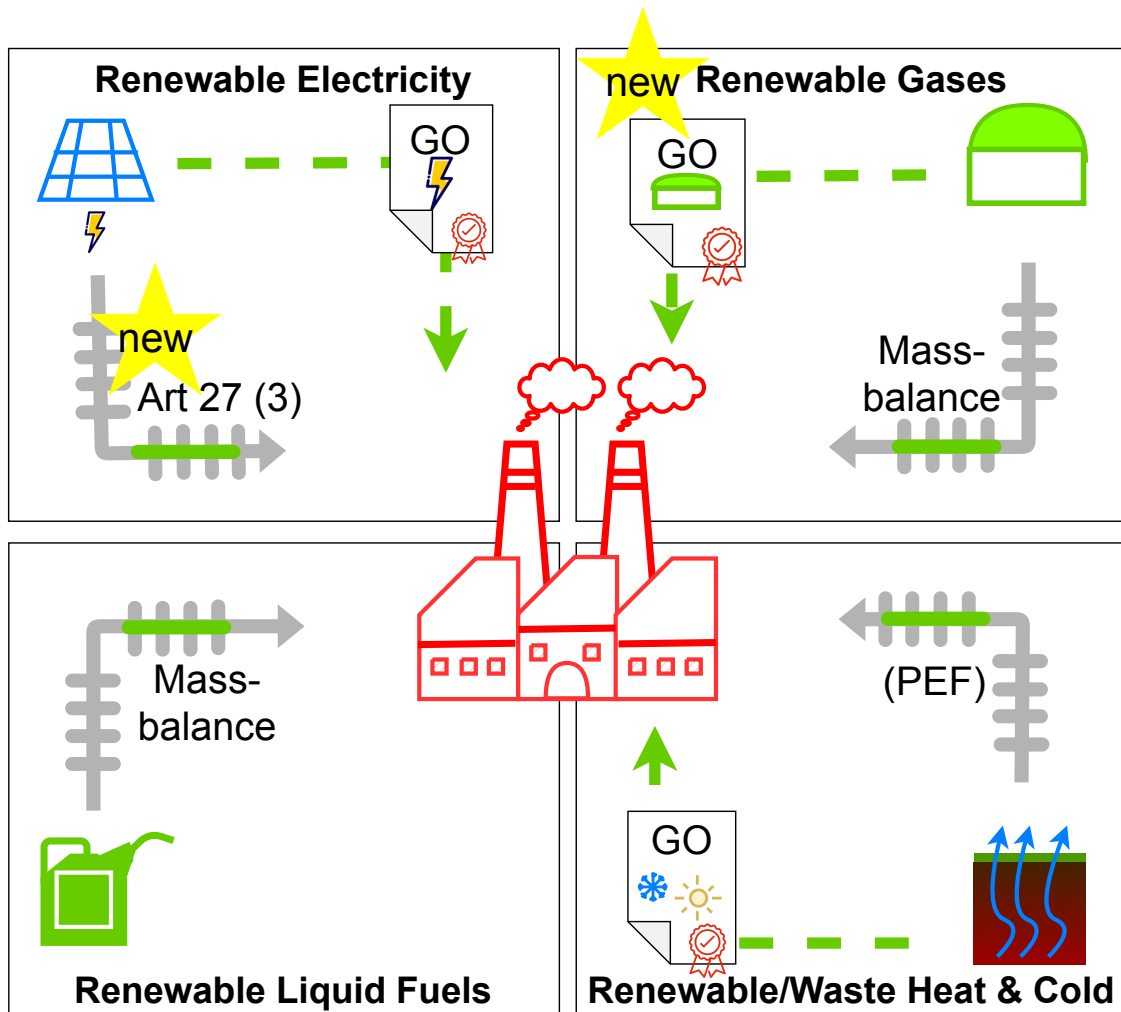 Renewable Electricity
GO
new
Art 27 (3)
new
Renewable Gases
GO
Mass-
balance
Mass-
balance
Renewable Liquid Fuels
(PEF)
GO
Renewable/Waste Heat & Cold